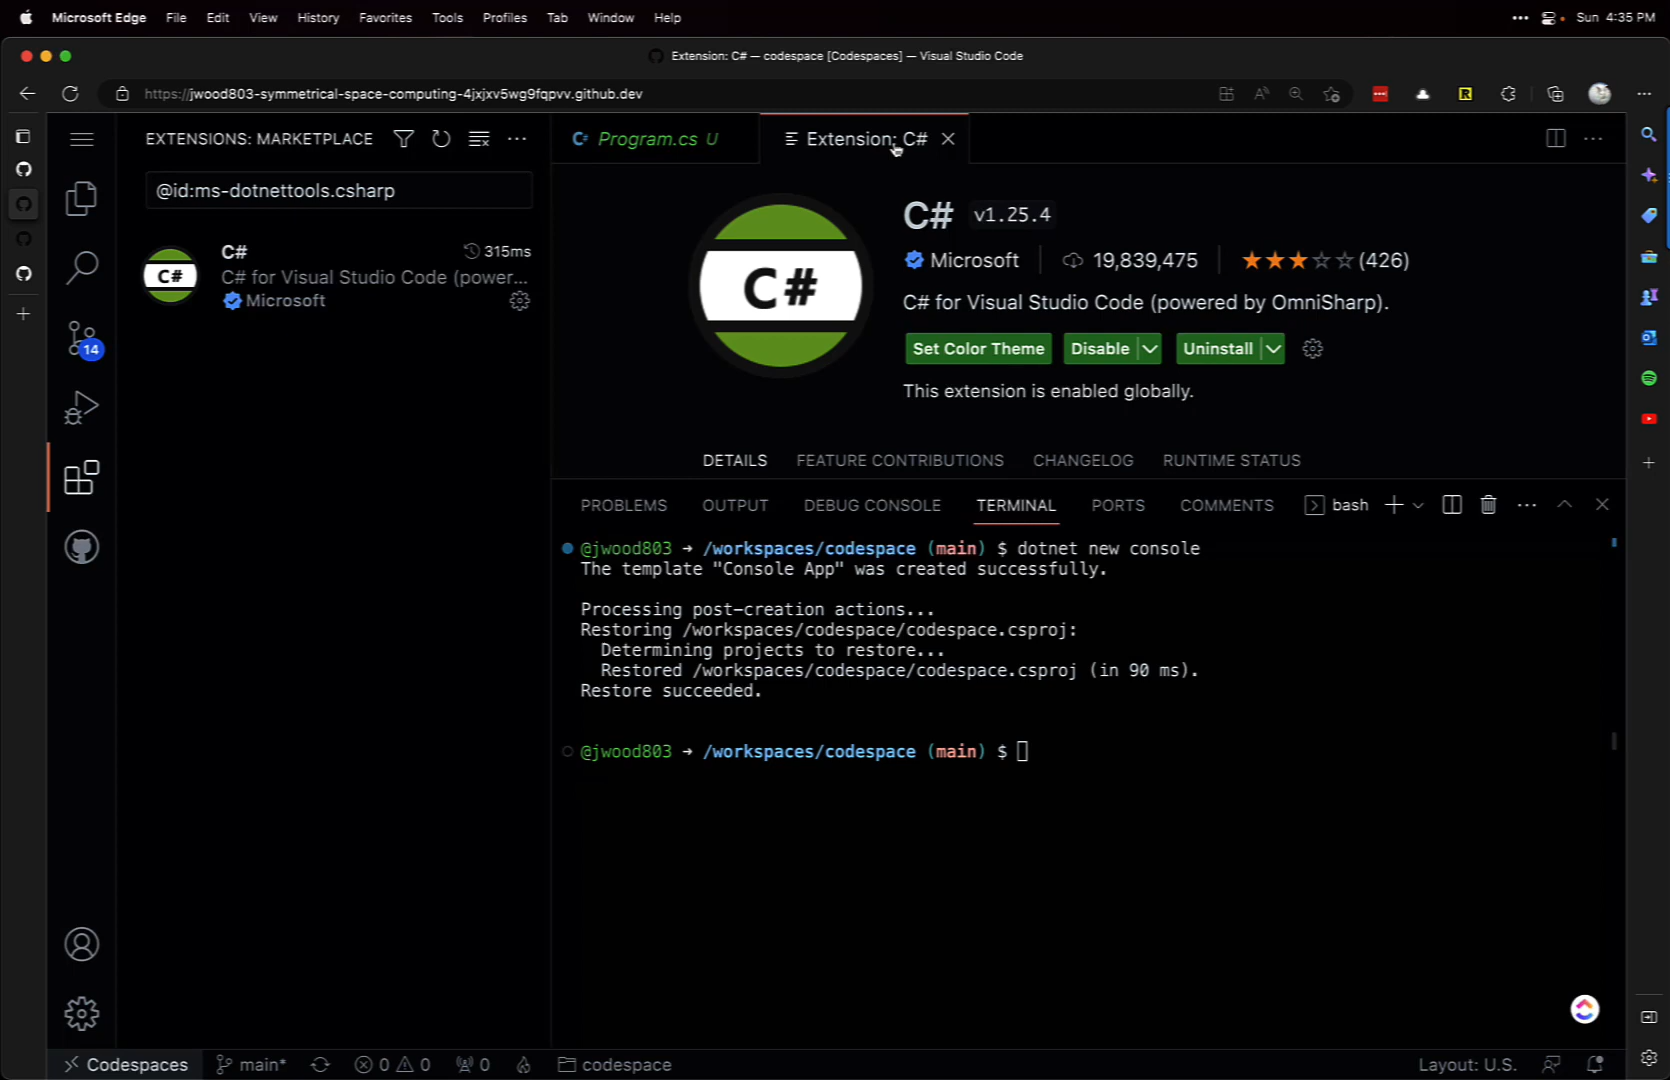 Microsoft Edge File Edit View History Favorites Tools Profiles Tab Window Help Sun 4:35 PM
Extension: C# — codespace [Codespaces] — Visual Studio Code
https://jwood803-symmetrical-space-computing-4jxjxv5wg9fqpvv.github.dev
EXTENSIONS: MARKETPLACE
@id:ms-dotnettools.csharp
C#
C# 315ms
C# for Visual Studio Code (power...
Microsoft
14
C# Program.cs U
Extension: C#
C#
C# v1.25.4
Microsoft 19,839,475 (426)
C# for Visual Studio Code (powered by OmniSharp).
Set Color Theme Disable Uninstall
This extension is enabled globally.
DETAILS FEATURE CONTRIBUTIONS CHANGELOG RUNTIME STATUS
PROBLEMS OUTPUT DEBUG CONSOLE TERMINAL PORTS COMMENTS bash
@jwood803 → /workspaces/codespace (main) $ dotnet new console
The template "Console App" was created successfully.
Processing post-creation actions...
Restoring /workspaces/codespace/codespace.csproj:
Determining projects to restore...
Restored /workspaces/codespace/codespace.csproj (in 90 ms).
Restore succeeded.
@jwood803 → /workspaces/codespace (main) $
Codespaces main* 0 0 0 codespace Layout: U.S.